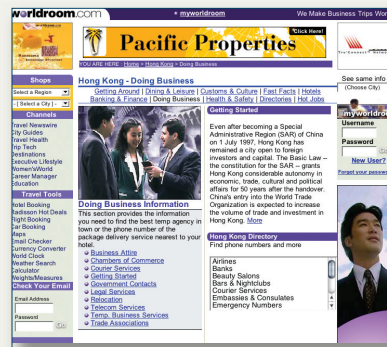 worldroom.com
• myworldroom
We Make Business Trips Wor
Pacific Properties
Click Here!
YOU ARE HERE : Home > Hong Kong > Doing Business
Shops
Select a Region
- [ Select a City ] -
Channels
Travel Newswire
City Guides
Travel Health
Trip Tech
Destinations
Executive Lifestyle
Women'sWorld
Career Manager
Education
Travel Tools
Hotel Booking
Radisson Hot Deals
Flight Booking
Car Booking
Maps
Email Checker
Currency Converter
World Clock
Weather Search
Calculator
Weights/Measures
Check Your Email
Email Address
Password
Go
Hong Kong - Doing Business
Getting Around | Dining & Leisure | Customs & Culture | Fast Facts | Hotels
Banking & Finance | Doing Business | Health & Safety | Directories | Hot Jobs
Doing Business Information
This section provides the information
you need to find the best temp agency in
town or the phone number of the
package delivery service nearest to your
hotel.
Business Attire
Chambers of Commerce
Courier Services
Getting Started
Government Contacts
Legal Services
Relocation
Telecom Services
Temp. Business Services
Trade Associations
Getting Started
Even after becoming a Special
Administrative Region (SAR) of China
on 1 July 1997, Hong Kong has
remained a city open to foreign
investors and capital. The Basic Law –
the constitution for the SAR – grants
Hong Kong considerable autonomy in
economic, trade, cultural and political
affairs for 50 years after the handover.
China's entry into the World Trade
Organization is expected to increase
the volume of trade and investment in
Hong Kong. More
Hong Kong Directory
Find phone numbers and more
Airlines
Banks
Beauty Salons
Bars & Nightclubs
Courier Services
Embassies & Consulates
Emergency Numbers
See same info
(Choose City)
myworldroom
Username
Password
Go
New User?
Forgot your password